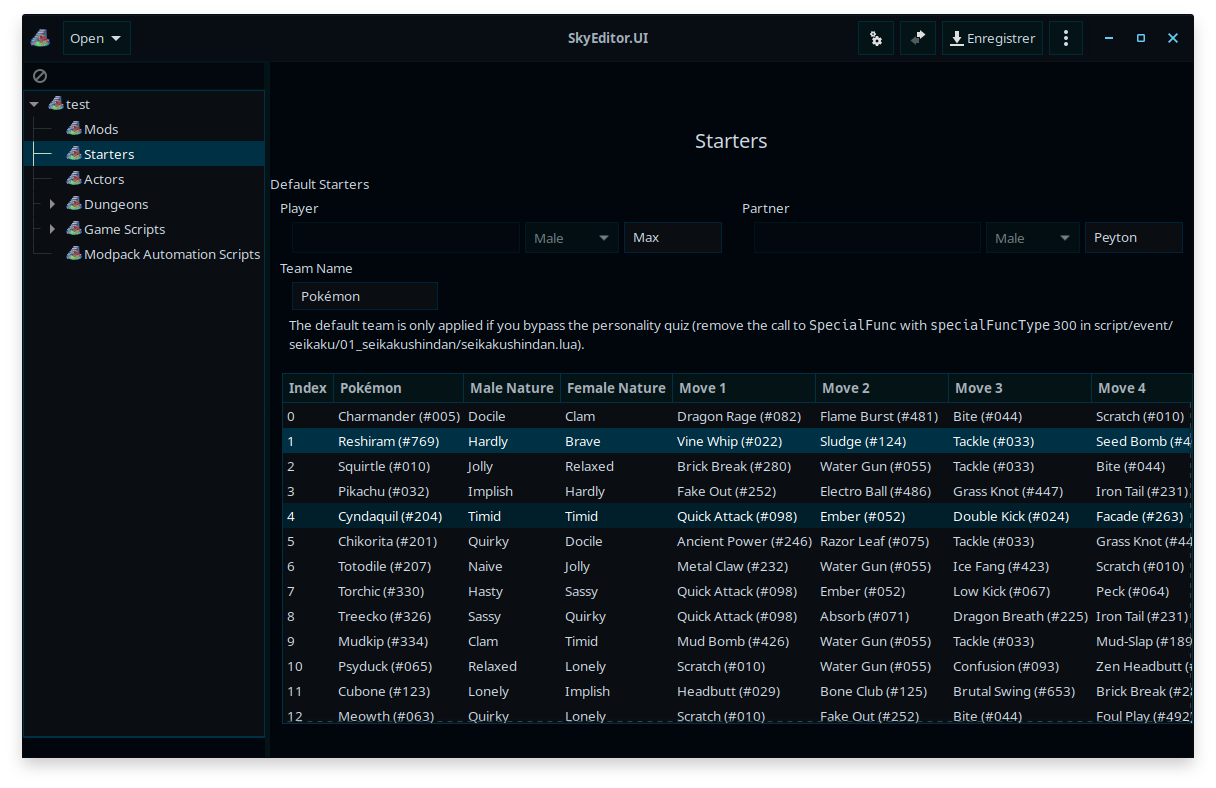 Open SkyEditor.UI Enregistrer
test
Mods
Starters
Actors
Dungeons
Game Scripts
Modpack Automation Scripts
Starters
Default Starters
Player Partner
Male Max Male Peyton
Team Name
Pokémon
The default team is only applied if you bypass the personality quiz (remove the call to SpecialFunc with specialFuncType 300 in script/event/
seikaku/01_seikakushindan/seikakushindan.lua).
Index Pokémon Male Nature Female Nature Move 1 Move 2 Move 3 Move 4
0 Charmander (#005) Docile Clam Dragon Rage (#082) Flame Burst (#481) Bite (#044) Scratch (#010)
1 Reshiram (#769) Hardly Brave Vine Whip (#022) Sludge (#124) Tackle (#033) Seed Bomb (#4
2 Squirtle (#010) Jolly Relaxed Brick Break (#280) Water Gun (#055) Tackle (#033) Bite (#044)
3 Pikachu (#032) Implish Hardly Fake Out (#252) Electro Ball (#486) Grass Knot (#447) Iron Tail (#231)
4 Cyndaquil (#204) Timid Timid Quick Attack (#098) Ember (#052) Double Kick (#024) Facade (#263)
5 Chikorita (#201) Quirky Docile Ancient Power (#246) Razor Leaf (#075) Tackle (#033) Grass Knot (#44
6 Totodile (#207) Naive Jolly Metal Claw (#232) Water Gun (#055) Ice Fang (#423) Scratch (#010)
7 Torchic (#330) Hasty Sassy Quick Attack (#098) Ember (#052) Low Kick (#067) Peck (#064)
8 Treecko (#326) Sassy Quirky Quick Attack (#098) Absorb (#071) Dragon Breath (#225) Iron Tail (#231)
9 Mudkip (#334) Clam Timid Mud Bomb (#426) Water Gun (#055) Tackle (#033) Mud-Slap (#189
10 Psyduck (#065) Relaxed Lonely Scratch (#010) Water Gun (#055) Confusion (#093) Zen Headbutt (#
11 Cubone (#123) Lonely Implish Headbutt (#029) Bone Club (#125) Brutal Swing (#653) Brick Break (#28
12 Meowth (#063) Quirky Lonely Scratch (#010) Fake Out (#252) Bite (#044) Foul Play (#492